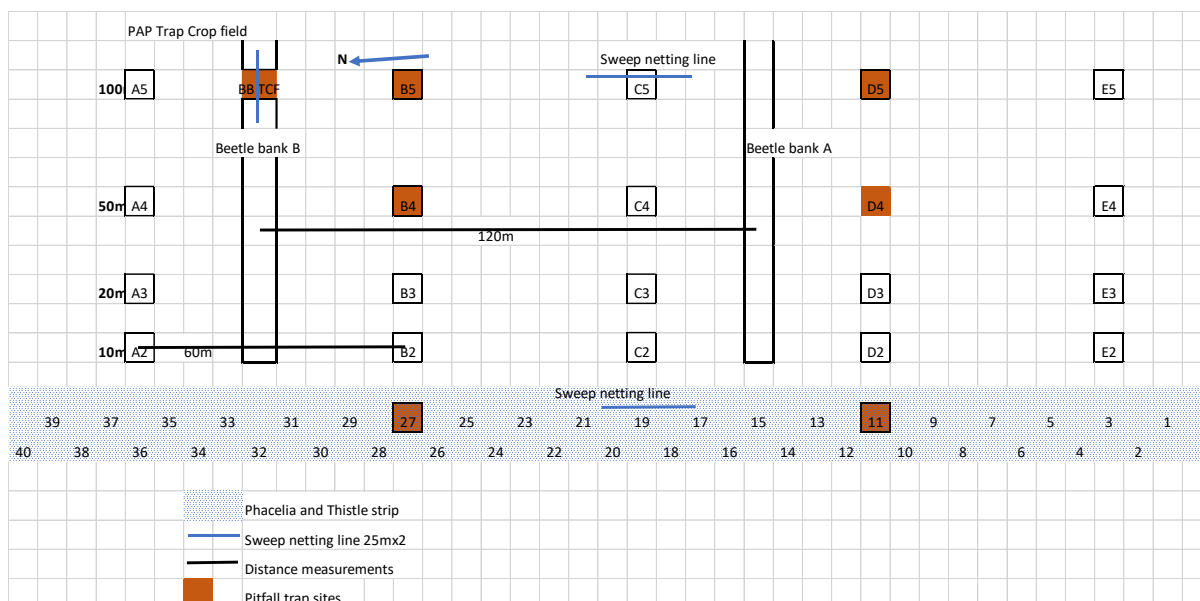 PAP Trap Crop field
N
Sweep netting line
100 A5 BB TCF B5 C5 D5 E5
Beetle bank B Beetle bank A
50m A4 B4 C4 D4 E4
120m
20m A3 B3 C3 D3 E3
10m A2 60m B2 C2 D2 E2
Sweep netting line
39 37 35 33 31 29 27 25 23 21 19 17 15 13 11 9 7 5 3 1
40 38 36 34 32 30 28 26 24 22 20 18 16 14 12 10 8 6 4 2
Phacelia and Thistle strip
Sweep netting line 25mx2
Distance measurements
Pitfall trap sites